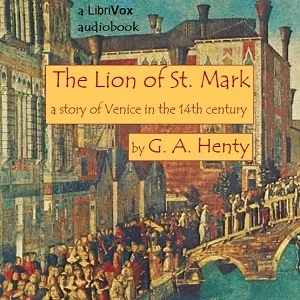 a LibriVox
audiobook
The Lion of St. Mark
a story of Venice in the 14th century
by G. A. Henty